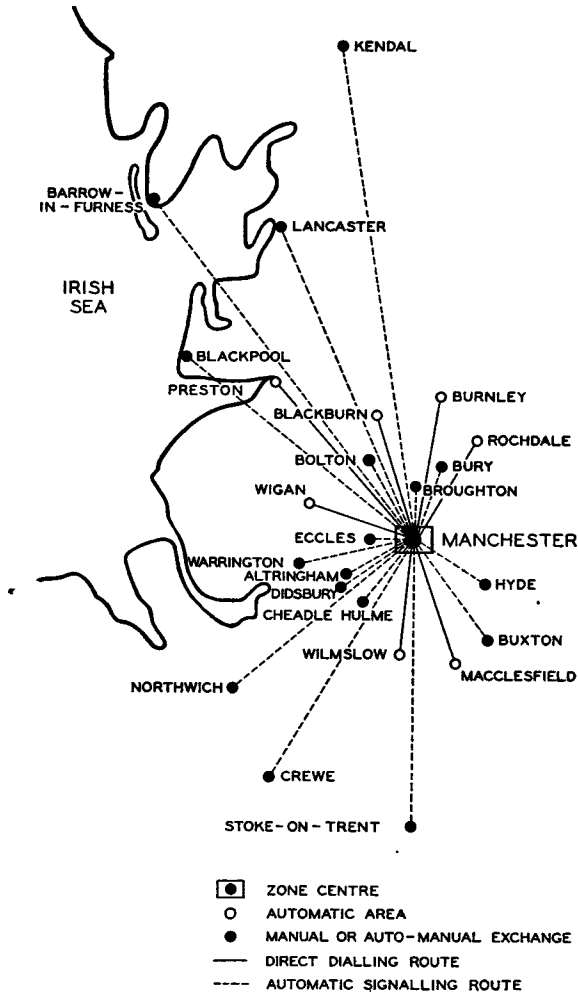 KENDAL
BARROW-
IN-FURNESS
LANCASTER
IRISH
SEA
BLACKPOOL
PRESTON
BLACKBURN
BURNLEY
ROCHDALE
BOLTON
BURY
WIGAN
BROUGHTON
ECCLES
MANCHESTER
WARRINGTON
ALTRINGHAM
HYDE
DIDSBURY
CHEADLE HULME
BUXTON
WILMSLOW
MACCLESFIELD
NORTHWICH
CREWE
STOKE-ON-TRENT
ZONE CENTRE
AUTOMATIC AREA
MANUAL OR AUTO-MANUAL EXCHANGE
DIRECT DIALLING ROUTE
AUTOMATIC SIGNALLING ROUTE